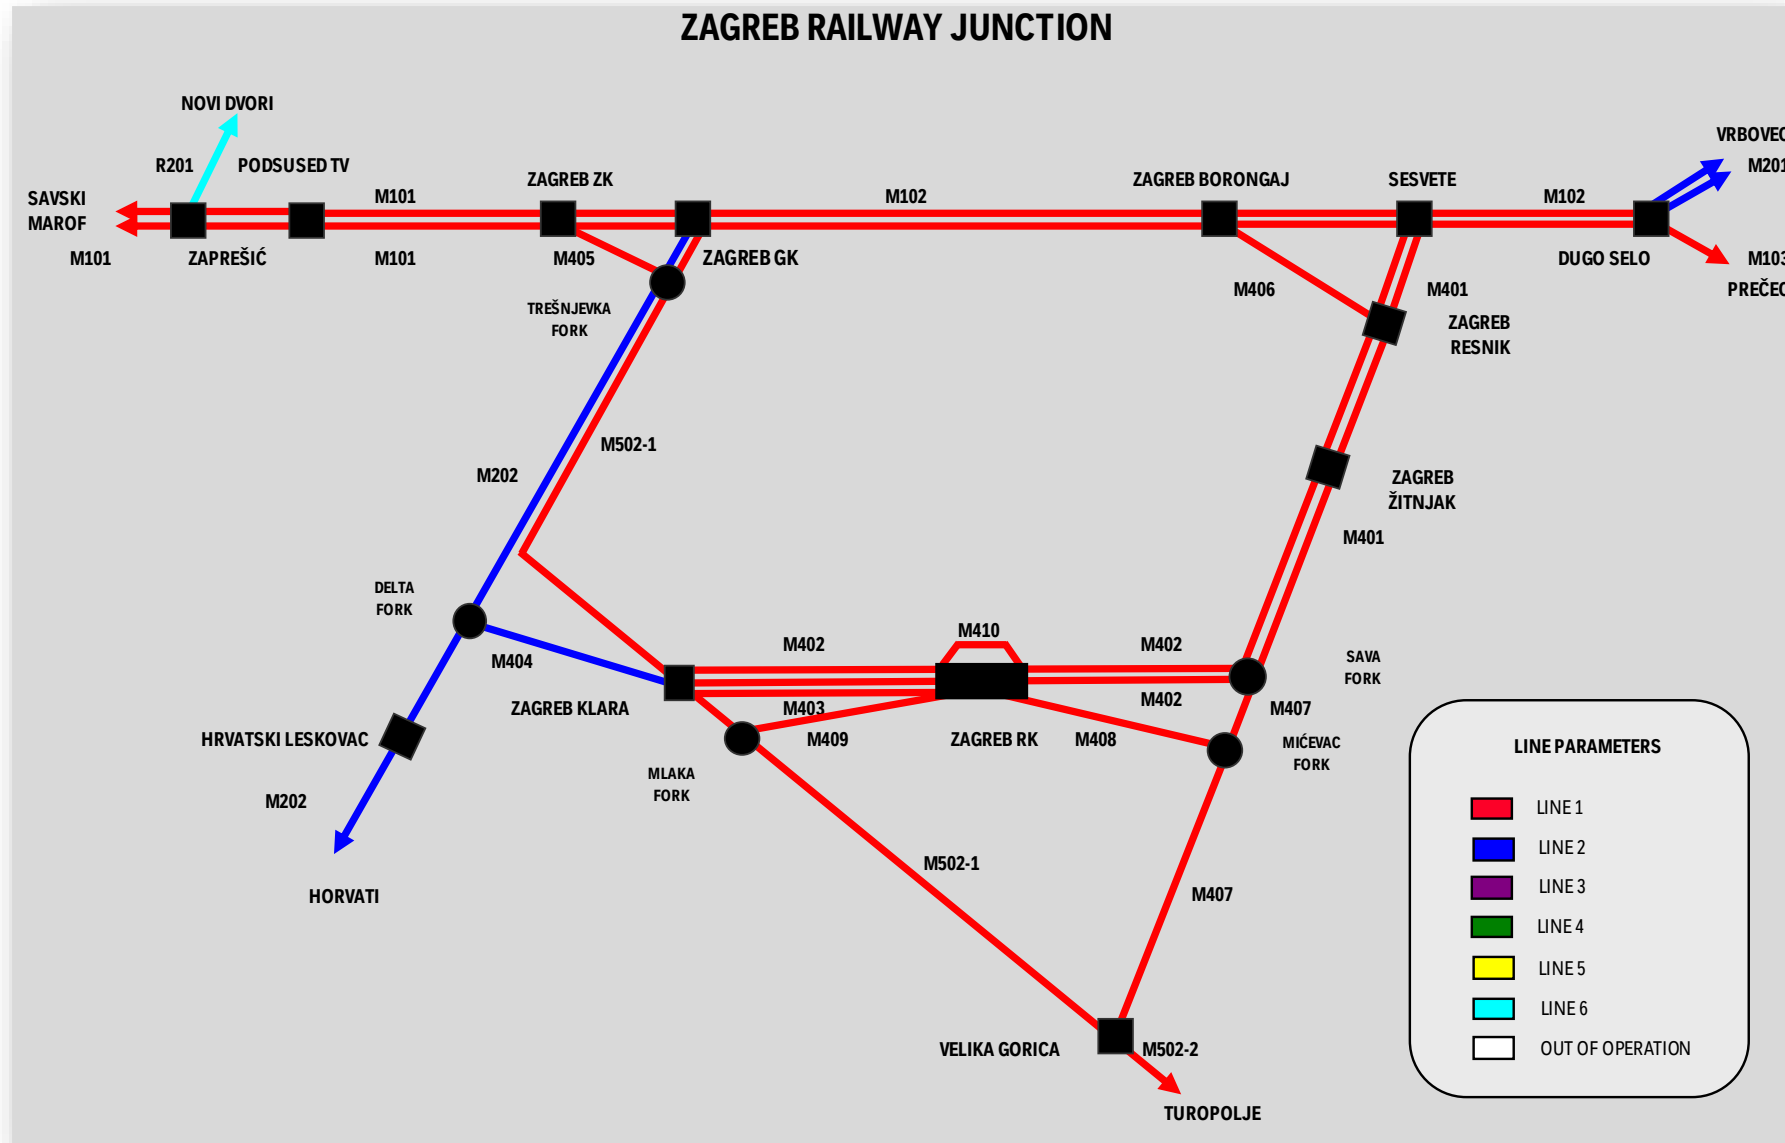 ZAGREB RAILWAY JUNCTION
NOVI DVORI
R201
PODSUSED TV
SAVSKI
MAROF
M101
ZAPREŠIĆ
M101
M101
ZAGREB ZK
M405
M102
ZAGREB GK
TREŠNJEVKA
FORK
ZAGREB BORONGAJ
SESVETE
M102
VRBOVEC
M201
DUGO SELO
M103
PREČEC
M406
M401
ZAGREB
RESNIK
M502-1
M202
ZAGREB
ŽITNJAK
M401
DELTA
FORK
M404
M402
M410
M402
SAVA
FORK
ZAGREB KLARA
M403
M402
M407
HRVATSKI LESKOVAC
M409
ZAGREB RK
M408
MIĆEVAC
FORK
MLAKA
FORK
M202
HORVATI
M502-1
M407
VELIKA GORICA
M502-2
TUROPOLJE
LINE PARAMETERS
LINE 1
LINE 2
LINE 3
LINE 4
LINE 5
LINE 6
OUT OF OPERATION